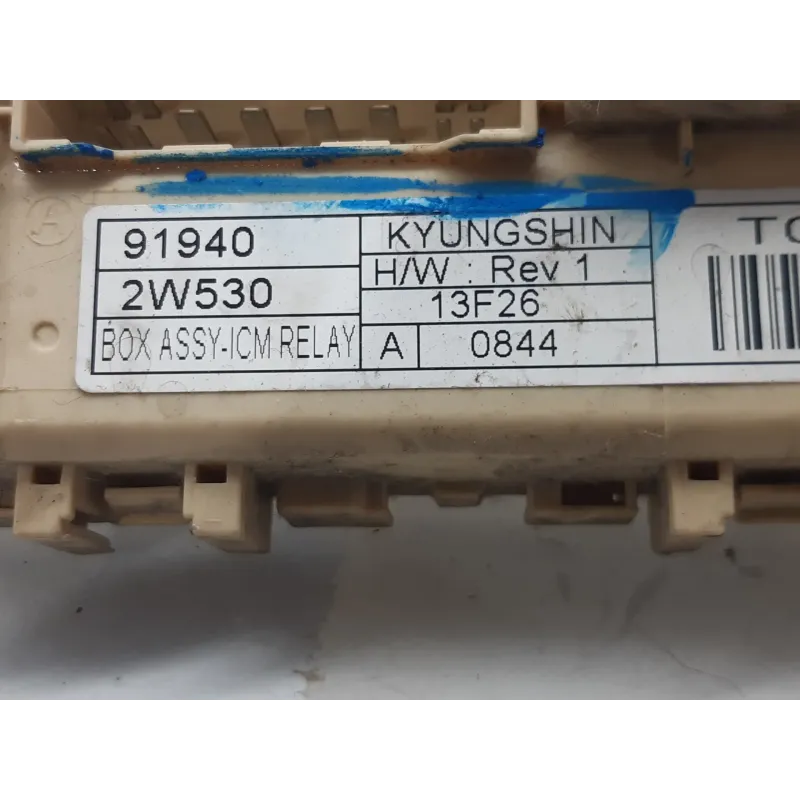 91940
2W530
BOX ASSY-ICM RELAY
KYUNGSHIN
H/W : Rev 1
13F26
A 0844
A